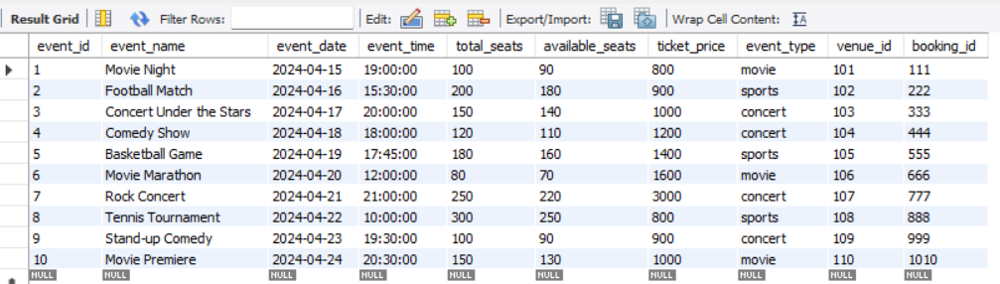 Result Grid Filter Rows: Edit: Export/Import: Wrap Cell Content: IA
event_id event_name event_date event_time total_seats available_seats ticket_price event_type venue_id booking_id
1 Movie Night 2024-04-15 19:00:00 100 90 800 movie 101 111
2 Football Match 2024-04-16 15:30:00 200 180 900 sports 102 222
3 Concert Under the Stars 2024-04-17 20:00:00 150 140 1000 concert 103 333
4 Comedy Show 2024-04-18 18:00:00 120 110 1200 concert 104 444
5 Basketball Game 2024-04-19 17:45:00 180 160 1400 sports 105 555
6 Movie Marathon 2024-04-20 12:00:00 80 70 1600 movie 106 666
7 Rock Concert 2024-04-21 21:00:00 250 220 3000 concert 107 777
8 Tennis Tournament 2024-04-22 10:00:00 300 250 800 sports 108 888
9 Stand-up Comedy 2024-04-23 19:30:00 100 90 900 concert 109 999
10 Movie Premiere 2024-04-24 20:30:00 150 130 1000 movie 110 1010
NULL NULL NULL NULL NULL NULL NULL NULL NULL NULL